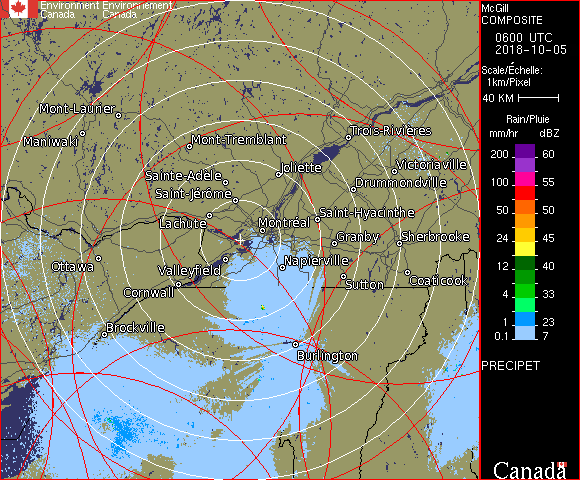 Environment Environnement
Canada Canada
McGill
COMPOSITE
0600 UTC
2018-10-05
Scale/Échelle:
1km/Pixel
40 KM
Rain/Pluie
mm/hr dBZ
200 60
100 55
50 50
24 45
12 40
4 33
1 23
0.1 7
PRECIPET
Canada
Mont-Laurier
Maniwaki
Mont-Tremblant
Trois-Rivières
Joliette
Victoriaville
Sainte-Adèle
Drummondville
Saint-Jérôme
Saint-Hyacinthe
Lachute
Montréal
Granby
Sherbrooke
Ottawa
Valleyfield
Napierville
Sutton
Coaticook
Cornwall
Brockville
Burlington